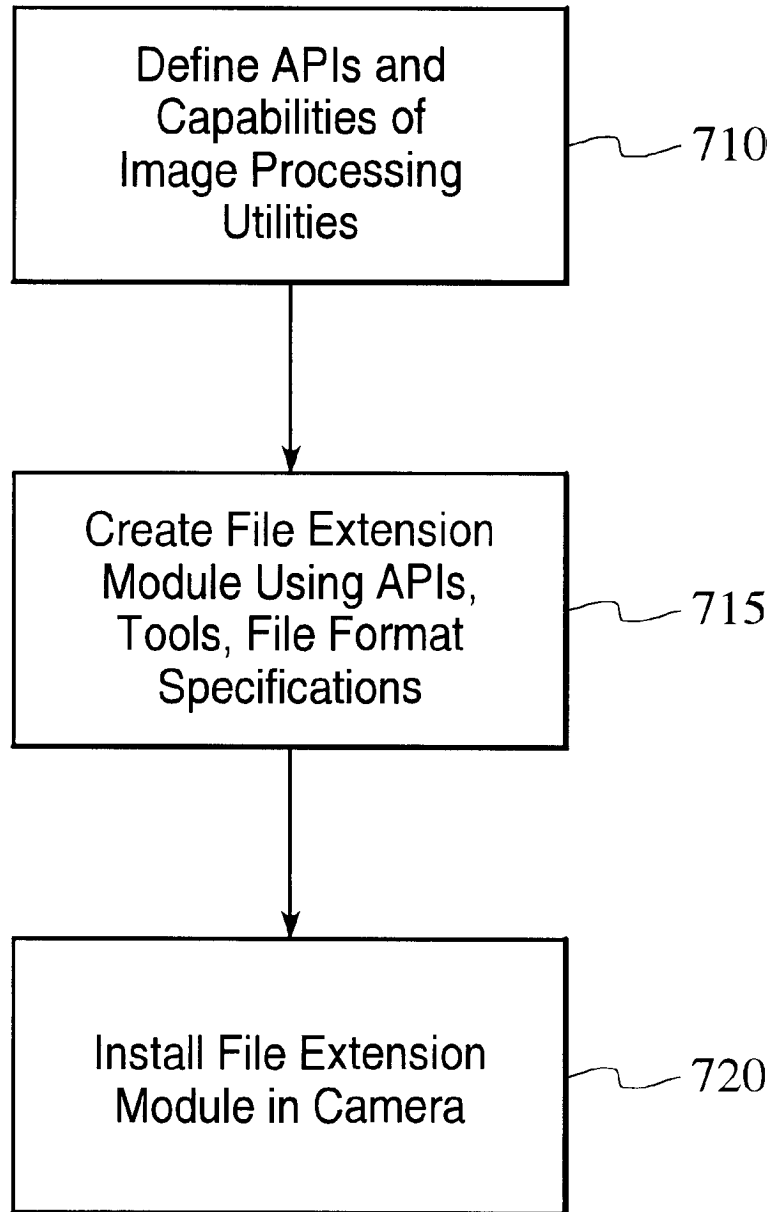 Define APIs and
Capabilities of
Image Processing
Utilities
710
Create File Extension
Module Using APIs,
Tools, File Format
Specifications
715
Install File Extension
Module in Camera
720